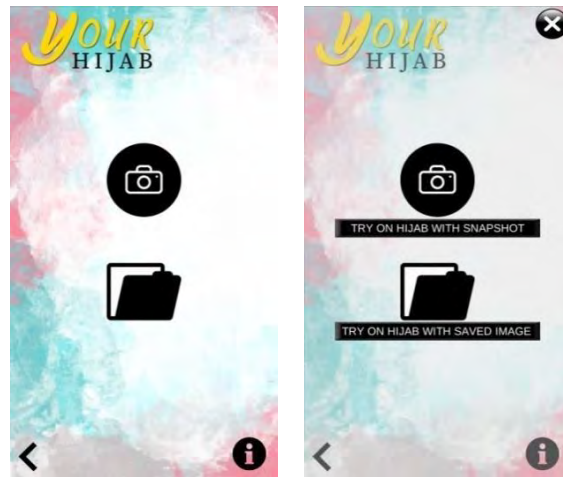 YOUR
HIJAB
YOUR
HIJAB
TRY ON HIJAB WITH SNAPSHOT
TRY ON HIJAB WITH SAVED IMAGE